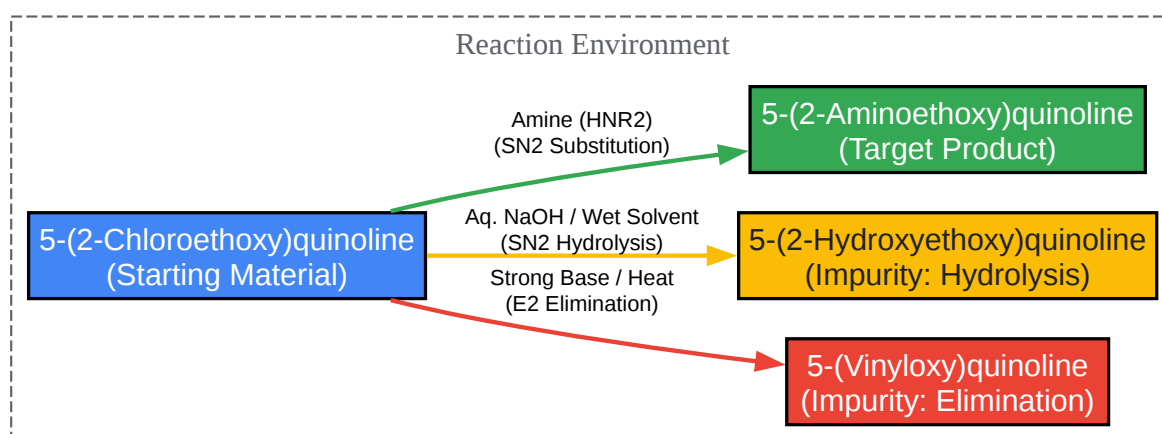 Reaction Environment
Amine (HNR2)
(SN2 Substitution)
5-(2-Aminoethoxy)quinoline
(Target Product)
5-(2-Chloroethoxy)quinoline
(Starting Material)
Aq. NaOH / Wet Solvent
(SN2 Hydrolysis)
5-(2-Hydroxyethoxy)quinoline
(Impurity: Hydrolysis)
Strong Base / Heat
(E2 Elimination)
5-(Vinyloxy)quinoline
(Impurity: Elimination)